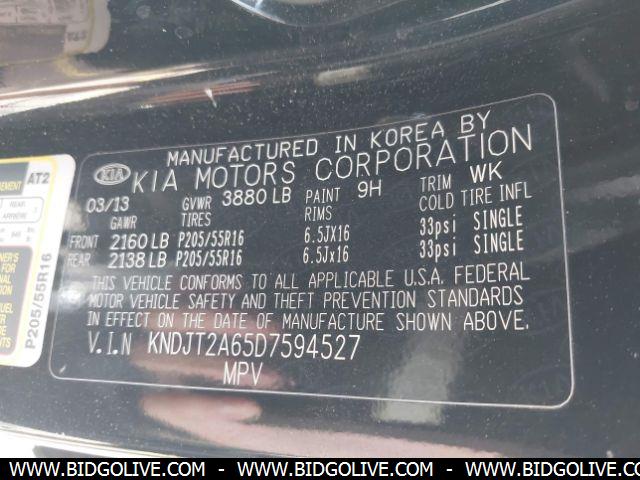 MANUFACTURED IN KOREA BY
KIA KIA MOTORS CORPORATION
03/13 GVWR 3880 LB PAINT 9H TRIM WK
GAWR TIRES RIMS COLD TIRE INFL
FRONT 2160 LB P205/55R16 6.5JX16 33psi SINGLE
REAR 2138 LB P205/55R16 6.5Jx16 33psi SINGLE
THIS VEHICLE CONFORMS TO ALL APPLICABLE U.S.A. FEDERAL
MOTOR VEHICLE SAFETY AND THEFT PREVENTION STANDARDS
IN EFFECT ON THE DATE OF MANUFACTURE SHOWN ABOVE.
V.I.N KNDJT2A65D7594527
MPV
AT2
REAR
ARRIÈRE
P205/55R16
WWW.BIDGOLIVE.COM - WWW.BIDGOLIVE.COM - WWW.BIDGOLIVE.COM